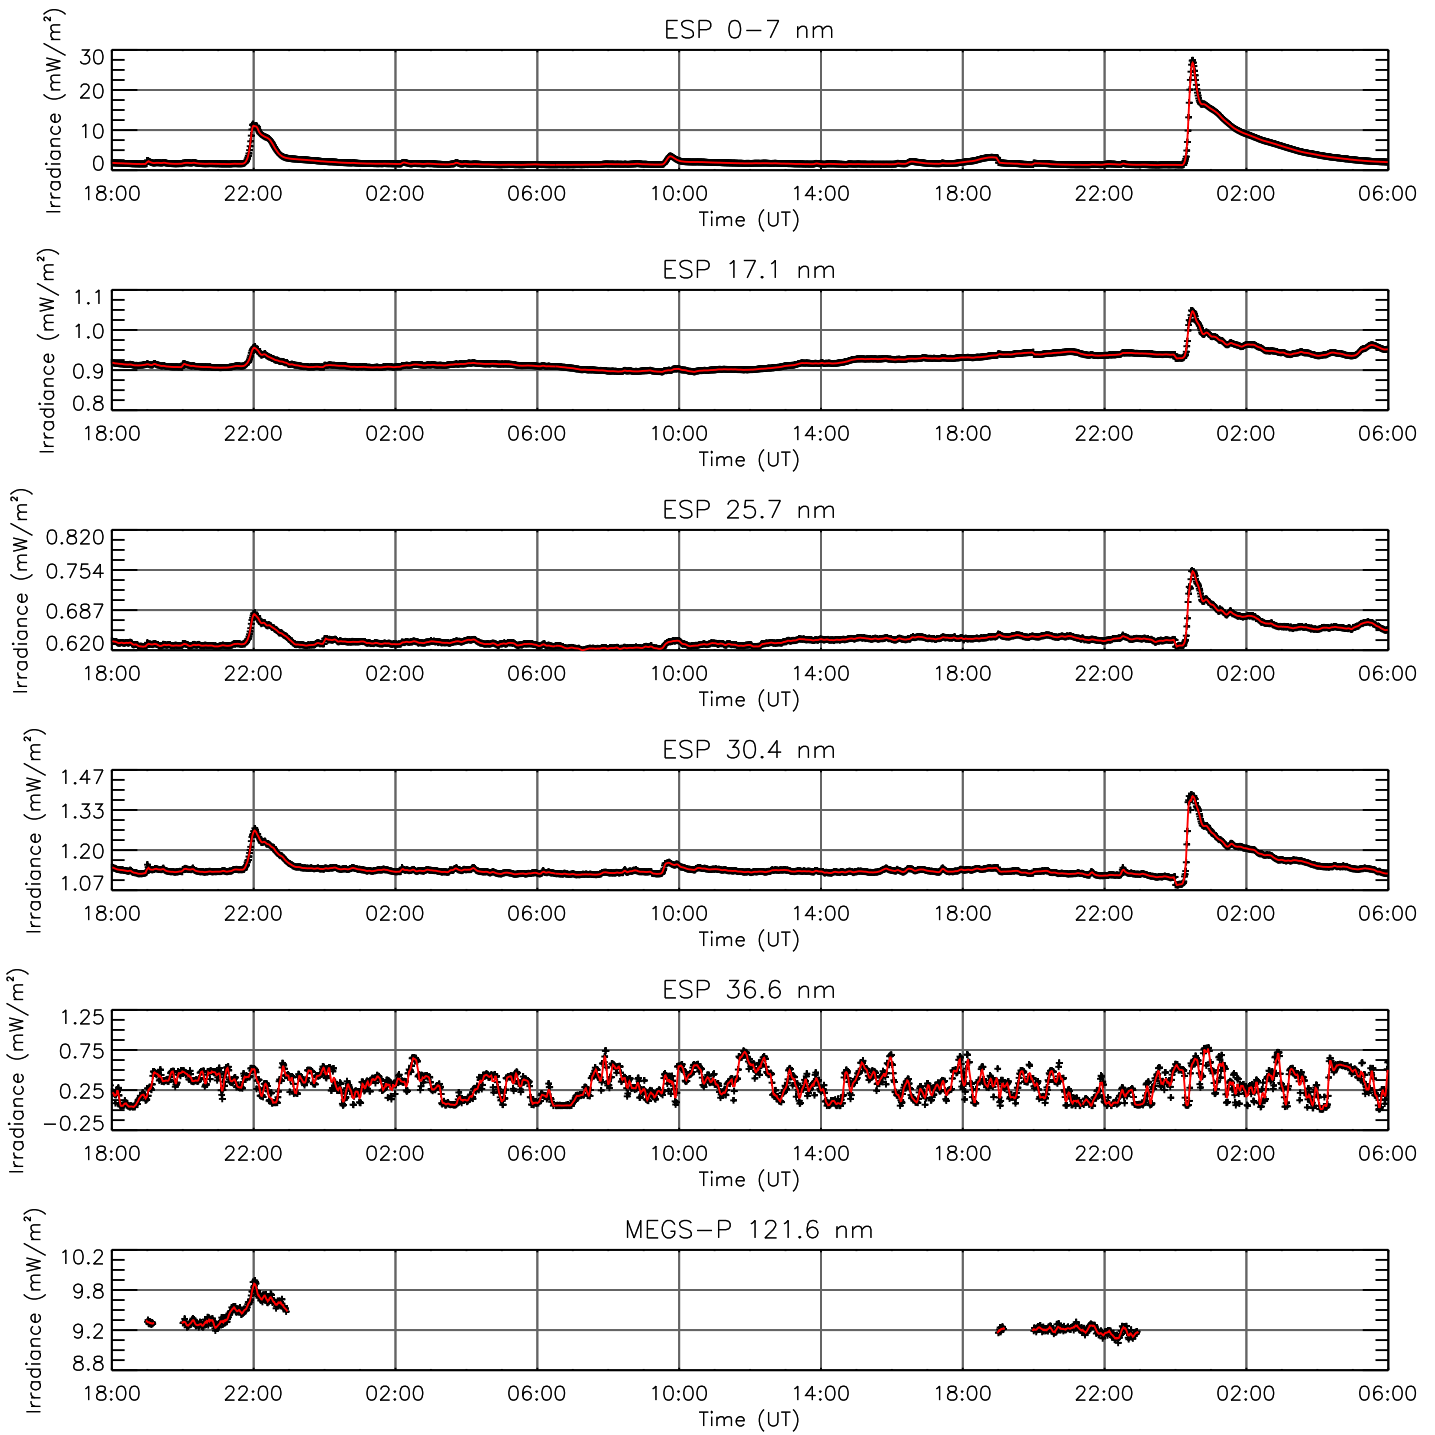 ESP 0−7 nm
Irradiance (mW/m²)
30
20
10
0
18:00 22:00 02:00 06:00 10:00 14:00 18:00 22:00 02:00 06:00
Time (UT)
ESP 17.1 nm
Irradiance (mW/m²)
1.1
1.0
0.9
0.8
18:00 22:00 02:00 06:00 10:00 14:00 18:00 22:00 02:00 06:00
Time (UT)
ESP 25.7 nm
Irradiance (mW/m²)
0.820
0.754
0.687
0.620
18:00 22:00 02:00 06:00 10:00 14:00 18:00 22:00 02:00 06:00
Time (UT)
ESP 30.4 nm
Irradiance (mW/m²)
1.47
1.33
1.20
1.07
18:00 22:00 02:00 06:00 10:00 14:00 18:00 22:00 02:00 06:00
Time (UT)
ESP 36.6 nm
Irradiance (mW/m²)
1.25
0.75
0.25
−0.25
18:00 22:00 02:00 06:00 10:00 14:00 18:00 22:00 02:00 06:00
Time (UT)
MEGS−P 121.6 nm
Irradiance (mW/m²)
10.2
9.8
9.2
8.8
18:00 22:00 02:00 06:00 10:00 14:00 18:00 22:00 02:00 06:00
Time (UT)